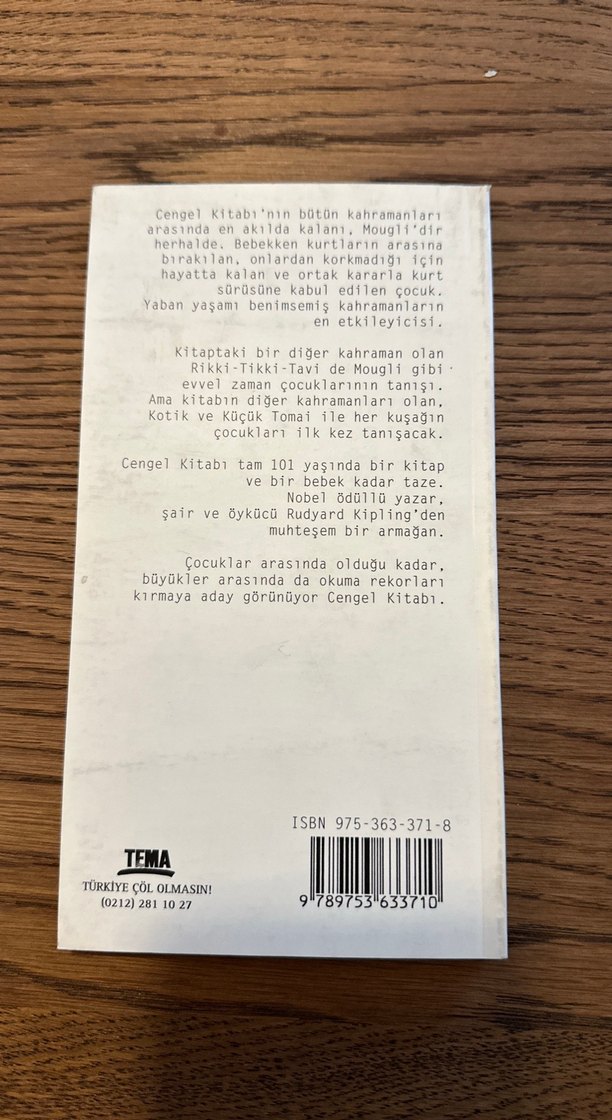 Cengel Kitabı'nın bütün kahramanları
arasında en akılda kalanı, Mougli'dir
herhalde. Bebekken kurtların arasına
bırakılan, onlardan korkmadığı için
hayatta kalan ve ortak kararla kurt
sürüsüne kabul edilen çocuk.
Yaban yaşamı benimsemiş kahramanların
en etkileyicisi.
Kitaptaki bir diğer kahraman olan
Rikki-Tikki-Tavi de Mougli gibi
evvel zaman çocuklarının tanışı.
Ama kitabın diğer kahramanları olan,
Kotik ve Küçük Tomai ile her kuşağın
çocukları ilk kez tanışacak.
Cengel Kitabı tam 101 yaşında bir kitap
ve bir bebek kadar taze.
Nobel ödüllü yazar,
şair ve öykücü Rudyard Kipling'den
muhteşem bir armağan.
Çocuklar arasında olduğu kadar,
büyükler arasında da okuma rekorları
kırmaya aday görünüyor Cengel Kitabı.
ISBN 975-363-371-8
9 789753 633710
TEMA
TÜRKİYE ÇÖL OLMASIN!
(0212) 281 10 27